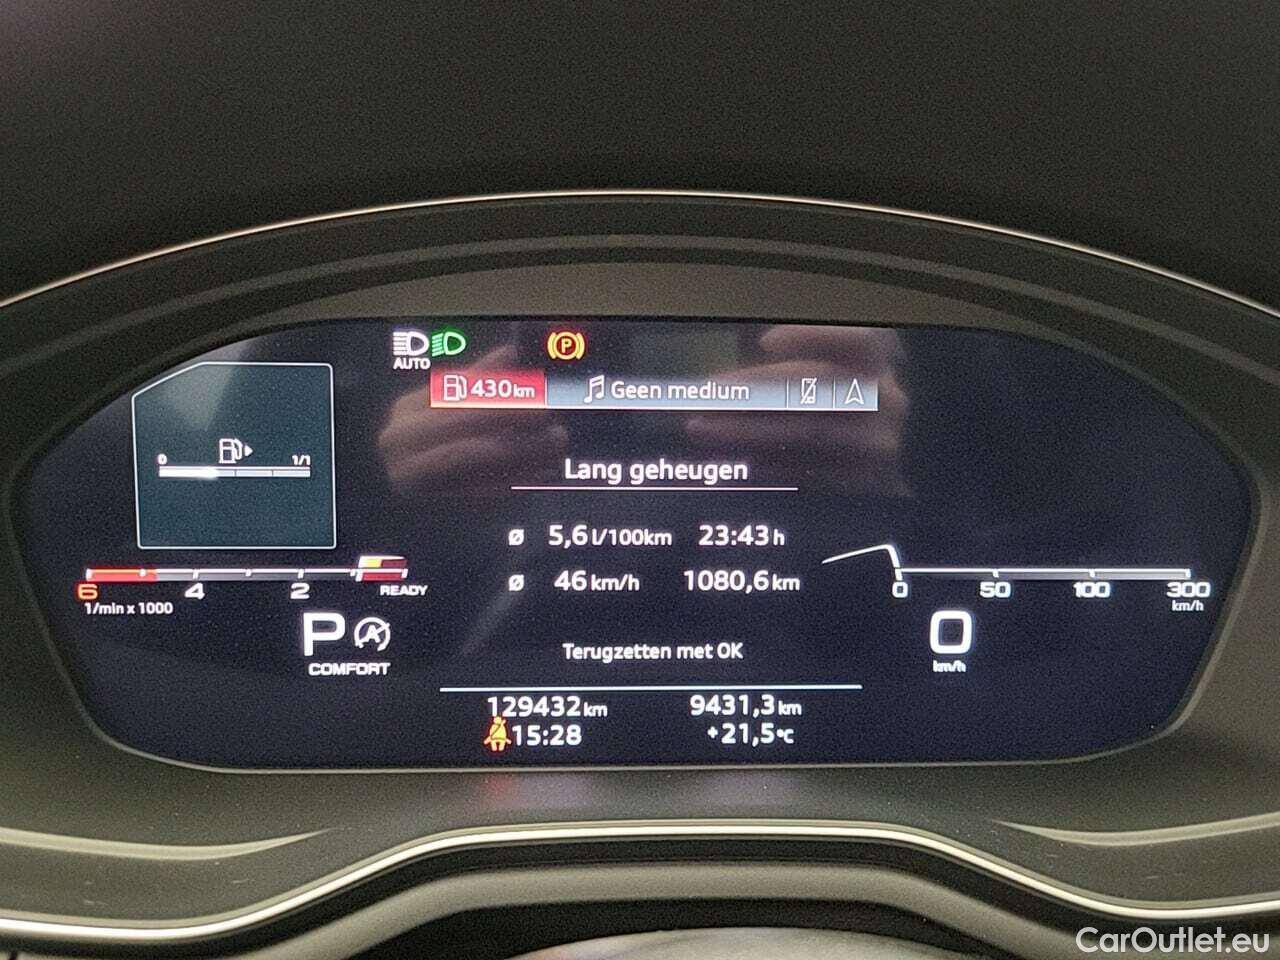 AUTO
P
430km Geen medium
0 1/1
Lang geheugen
ø 5,6 l/100km 23:43 h
ø 46 km/h 1080,6 km
6 4 2 READY
1/min x 1000
0 50 100 300
km/h
P A
COMFORT
0
km/h
Terugzetten met OK
129432 km 9431,3 km
15:28 +21,5°C
CarOutlet.eu